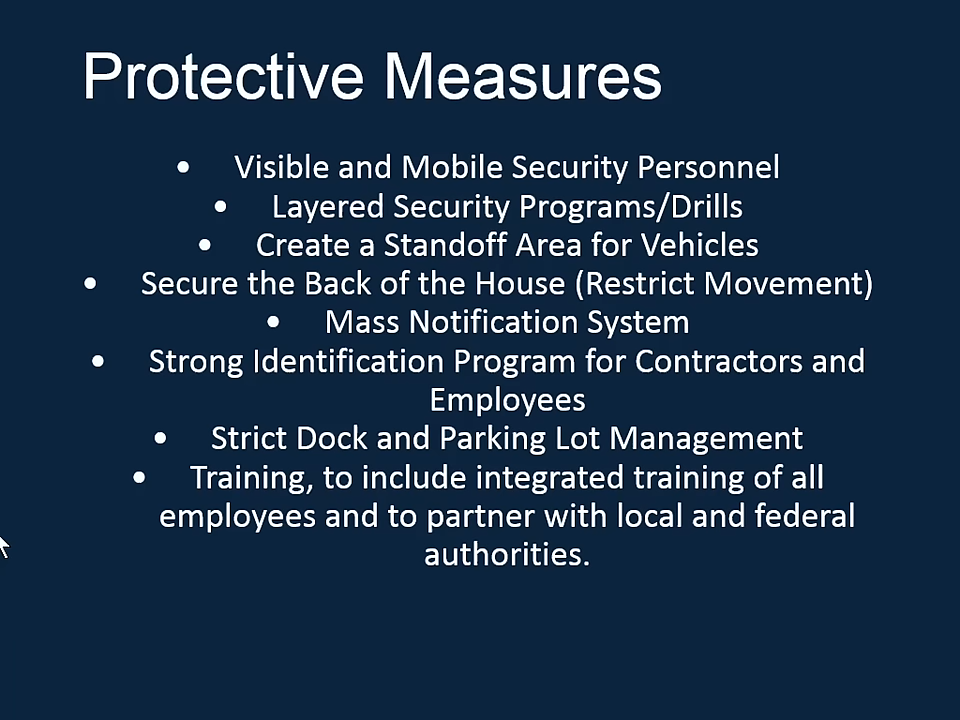 Protective Measures
• Visible and Mobile Security Personnel
• Layered Security Programs/Drills
• Create a Standoff Area for Vehicles
• Secure the Back of the House (Restrict Movement)
• Mass Notification System
• Strong Identification Program for Contractors and
Employees
• Strict Dock and Parking Lot Management
• Training, to include integrated training of all
employees and to partner with local and federal
authorities.